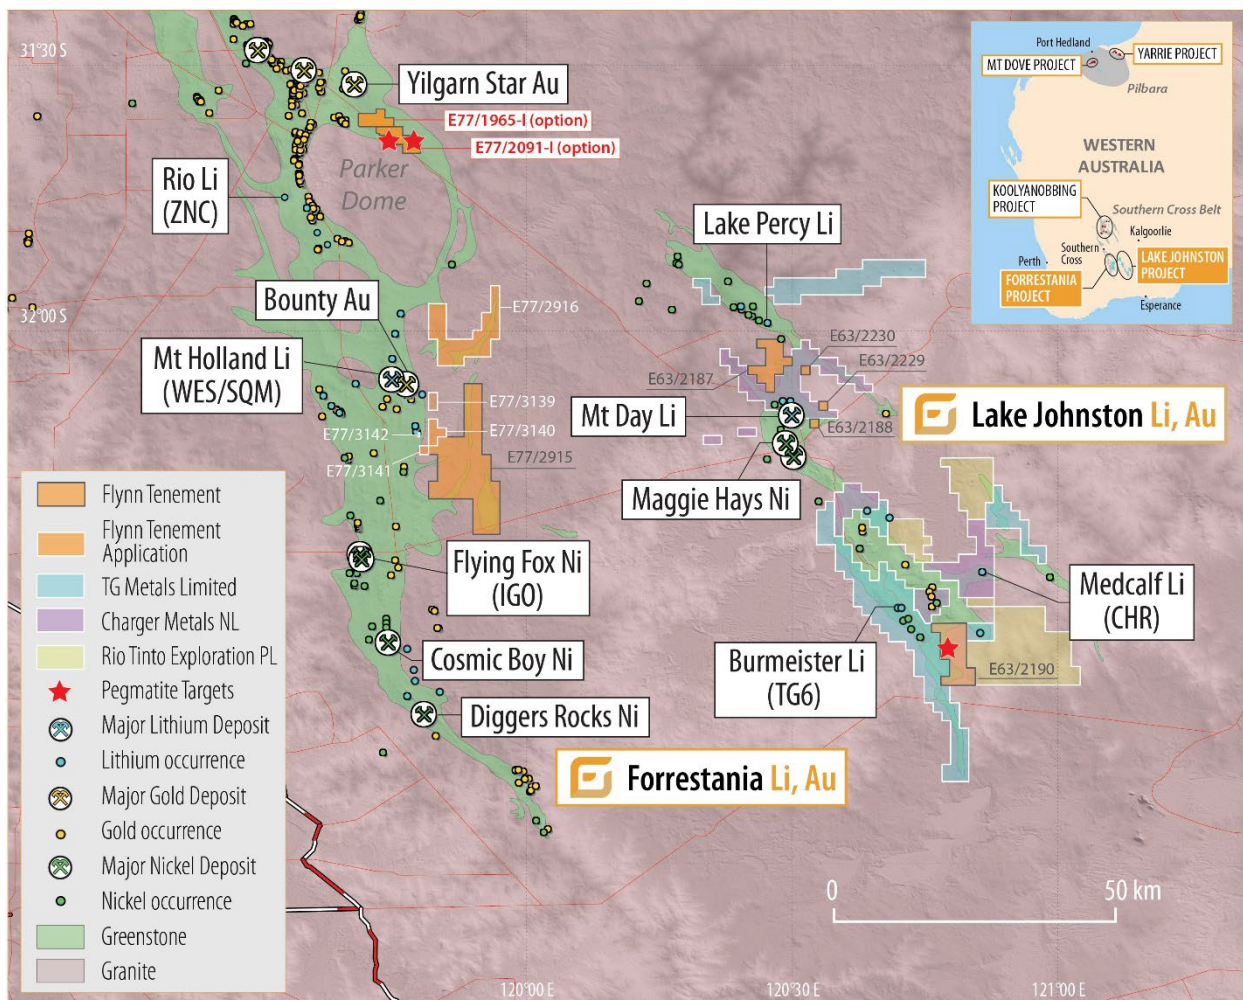 31°30 S
Yilgarn Star Au
E77/1965-I (option)
E77/2091-I (option)
Parker
Dome
Rio Li
(ZNC)
Lake Percy Li
Bounty Au
32°00 S
E77/2916
Mt Holland Li
(WES/SQM)
E77/3139
E77/3142
E77/3140
E77/3141
E77/2915
E63/2230
E63/2229
E63/2187
Mt Day Li
E63/2188
Lake Johnston Li, Au
Maggie Hays Ni
Flying Fox Ni
(IGO)
Medcalf Li
(CHR)
Cosmic Boy Ni
Burmeister Li
(TG6)
E63/2190
Diggers Rocks Ni
Forrestania Li, Au
0
50 km
120°00 E
120°30 E
121°00 E
Port Hedland
MT DOVE PROJECT
YARRIE PROJECT
Pilbara
WESTERN
AUSTRALIA
KOOLYANOBBING
PROJECT
Southern Cross Belt
Kalgoorlie
Southern
Cross
Perth
LAKE JOHNSTON
PROJECT
FORRESTANIA
PROJECT
Esperance
Flynn Tenement
Flynn Tenement
Application
TG Metals Limited
Charger Metals NL
Rio Tinto Exploration PL
Pegmatite Targets
Major Lithium Deposit
Lithium occurrence
Major Gold Deposit
Gold occurrence
Major Nickel Deposit
Nickel occurrence
Greenstone
Granite